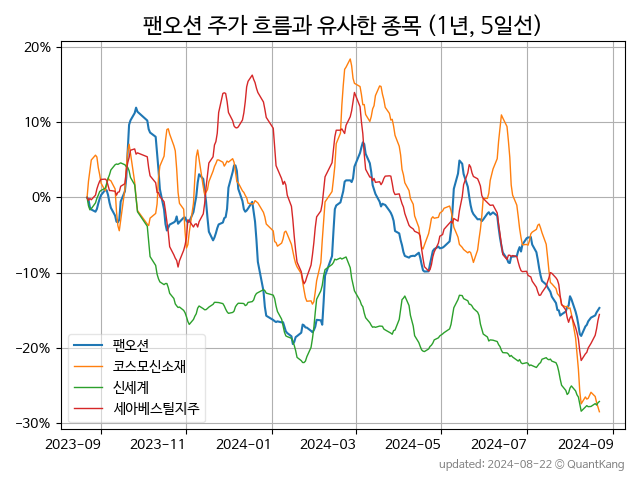 팬오션 주가 흐름과 유사한 종목 (1년, 5일선)
20%
10%
0%
−10%
−20%
−30%
팬오션
코스모신소재
신세계
세아베스틸지주
2023-09
2023-11
2024-01
2024-03
2024-05
2024-07
2024-09
updated: 2024-08-22 © QuantKang